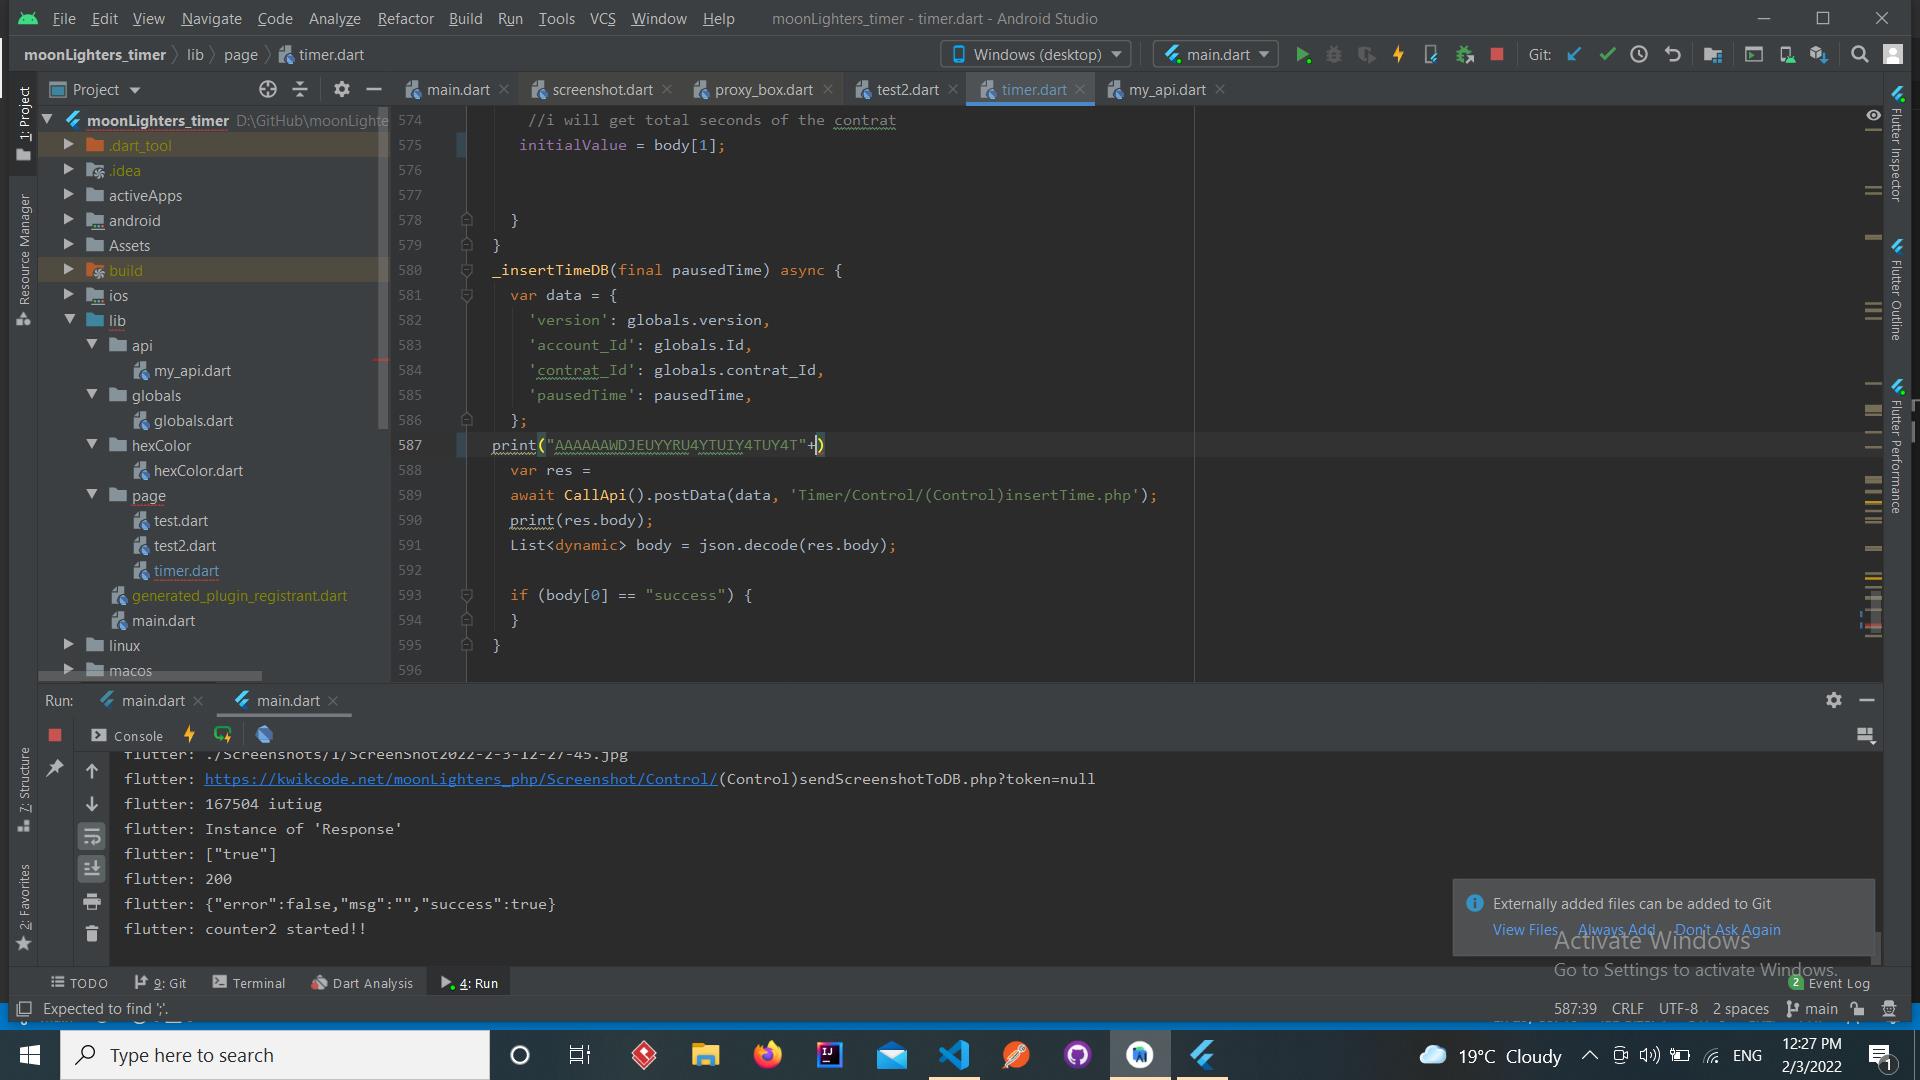 File Edit View Navigate Code Analyze Refactor Build Run Tools VCS Window Help moonLighters_timer - timer.dart - Android Studio
moonLighters_timer lib page timer.dart Windows (desktop) main.dart Git:
Project main.dart screenshot.dart proxy_box.dart test2.dart timer.dart my_api.dart
1: Project
Resource Manager
7: Structure
2: Favorites
moonLighters_timer D:\GitHub\moonLighte
.dart_tool
.idea
activeApps
android
Assets
build
ios
lib
api
my_api.dart
globals
globals.dart
hexColor
hexColor.dart
page
test.dart
test2.dart
timer.dart
generated_plugin_registrant.dart
main.dart
linux
macos
574 //i will get total seconds of the contrat
575 initialValue = body[1];
576
577
578 }
579 }
580 _insertTimeDB(final pausedTime) async {
581 var data = {
582 'version': globals.version,
583 'account_Id': globals.Id,
584 'contrat_Id': globals.contrat_Id,
585 'pausedTime': pausedTime,
586 };
587 print("AAAAAAWDJEUYYRU4YTUIY4TUY4T"+)
588 var res =
589 await CallApi().postData(data, 'Timer/Control/(Control)insertTime.php');
590 print(res.body);
591 List<dynamic> body = json.decode(res.body);
592
593 if (body[0] == "success") {
594 }
595 }
596
Flutter Inspector
Flutter Outline
Flutter Performance
Run: main.dart main.dart
Console
flutter: ./Screenshots/1/ScreenShot2022-2-3-12-27-45.jpg
flutter: https://kwikcode.net/moonLighters_php/Screenshot/Control/(Control)sendScreenshotToDB.php?token=null
flutter: 167504 iutiug
flutter: Instance of 'Response'
flutter: ["true"]
flutter: 200
flutter: {"error":false,"msg":"","success":true}
flutter: counter2 started!!
Externally added files can be added to Git
View Files Always Add Don't Ask Again
Activate Windows
Go to Settings to activate Windows.
TODO 9: Git Terminal Dart Analysis 4: Run 2 Event Log
Expected to find ';'. 587:39 CRLF UTF-8 2 spaces main
Type here to search 19°C Cloudy ENG 12:27 PM
2/3/2022 1